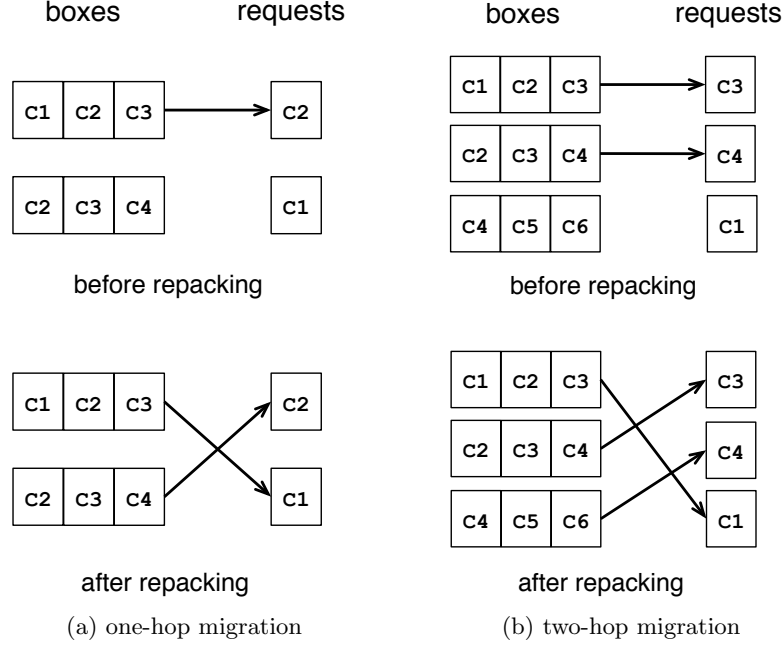 boxes requests
C1 C2 C3 C2
C2 C3 C4 C1
before repacking
C1 C2 C3 C2
C2 C3 C4 C1
after repacking
(a) one-hop migration
boxes requests
C1 C2 C3 C3
C2 C3 C4 C4
C4 C5 C6 C1
before repacking
C1 C2 C3 C3
C2 C3 C4 C4
C4 C5 C6 C1
after repacking
(b) two-hop migration